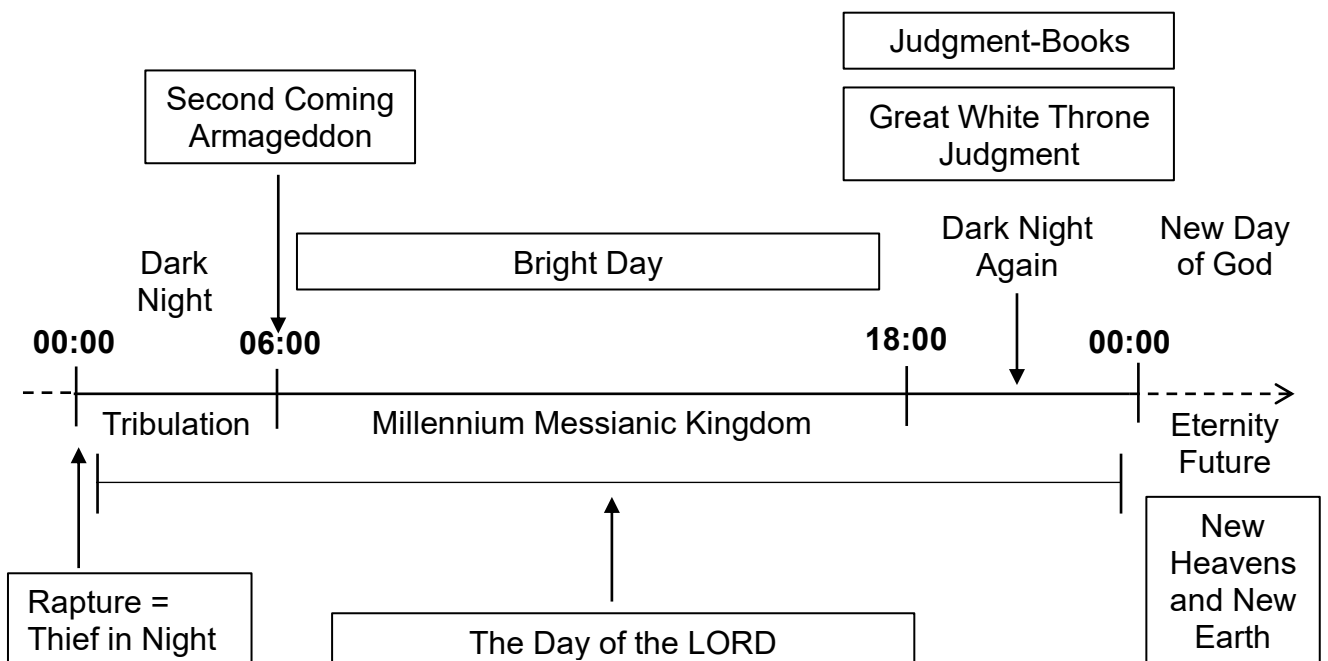 Judgment-Books
Second Coming
Armageddon
Great White Throne
Judgment
Dark
Night
Bright Day
Dark Night
Again
New Day
of God
00:00
06:00
18:00
00:00
Tribulation
Millennium Messianic Kingdom
Eternity
Future
Rapture =
Thief in Night
The Day of the LORD
New
Heavens
and New
Earth